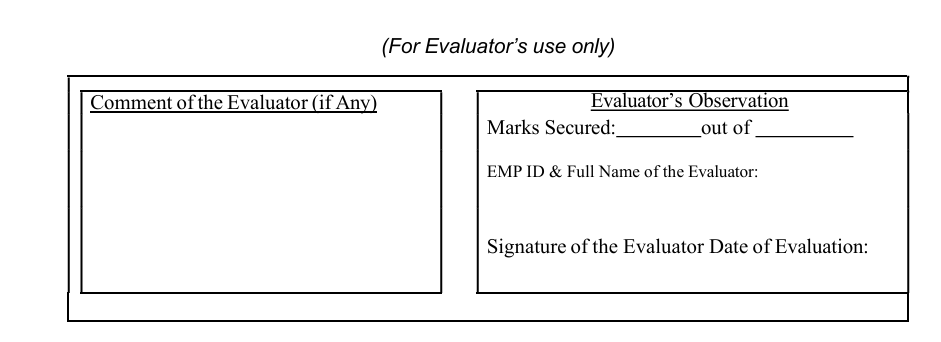 (For Evaluator’s use only)
Comment of the Evaluator (if Any)
Evaluator’s Observation
Marks Secured:________out of _________
EMP ID & Full Name of the Evaluator:
Signature of the Evaluator Date of Evaluation: